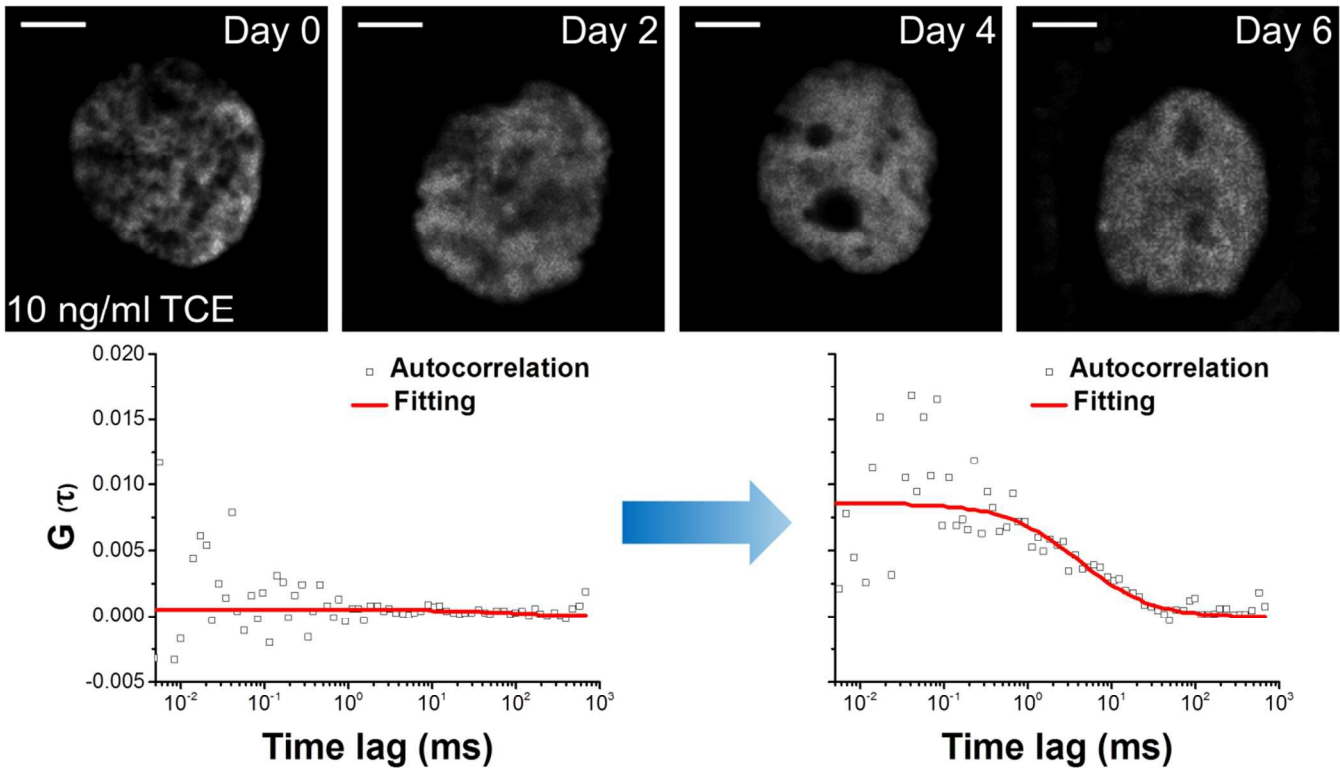 Day 0
Day 2
Day 4
Day 6
10 ng/ml TCE
0.020
0.015
0.010
0.005
0.000
-0.005
G (τ)
Autocorrelation
Fitting
10⁻² 10⁻¹ 10⁰ 10¹ 10² 10³
Time lag (ms)
Autocorrelation
Fitting
10⁻² 10⁻¹ 10⁰ 10¹ 10² 10³
Time lag (ms)